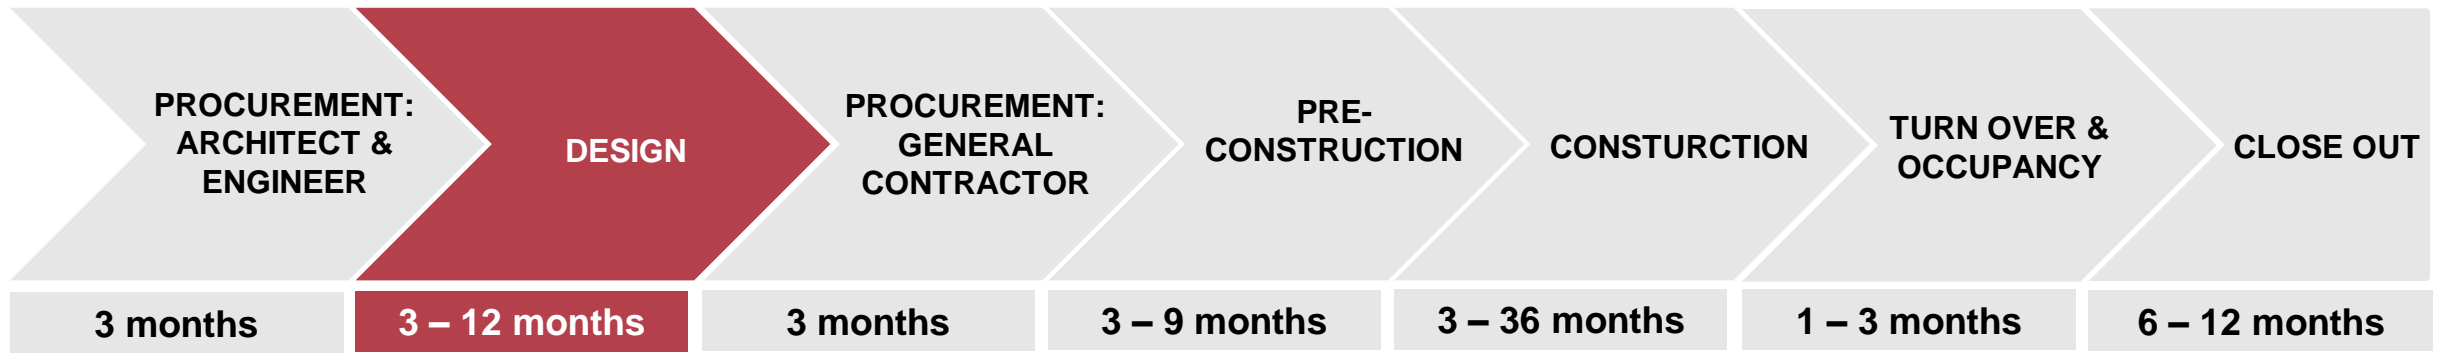 PROCUREMENT:
ARCHITECT &
ENGINEER
DESIGN
PROCUREMENT:
GENERAL
CONTRACTOR
PRE-
CONSTRUCTION
CONSTURCTION
TURN OVER &
OCCUPANCY
CLOSE OUT
3 months
3 – 12 months
3 months
3 – 9 months
3 – 36 months
1 – 3 months
6 – 12 months